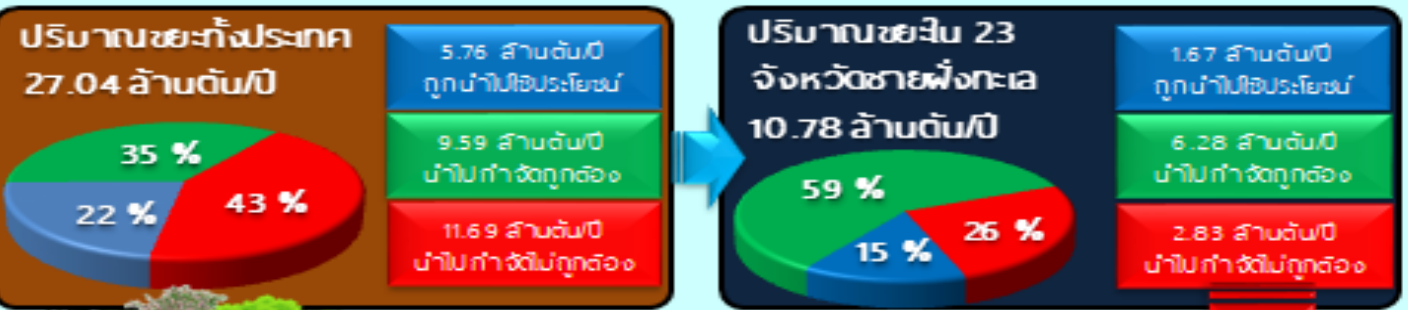 ปริมาณขยะทั้งประเทศ
27.04 ล้านตัน/ปี
35 %
22 %
43 %
5.76 ล้านตัน/ปี
ถูกนำไปใช้ประโยชน์
9.59 ล้านตัน/ปี
นำไปกำจัดถูกต้อง
11.69 ล้านตัน/ปี
นำไปกำจัดไม่ถูกต้อง
ปริมาณขยะใน 23
จังหวัดชายฝั่งทะเล
10.78 ล้านตัน/ปี
59 %
15 %
26 %
1.67 ล้านตัน/ปี
ถูกนำไปใช้ประโยชน์
6.28 ล้านตัน/ปี
นำไปกำจัดถูกต้อง
2.83 ล้านตัน/ปี
นำไปกำจัดไม่ถูกต้อง